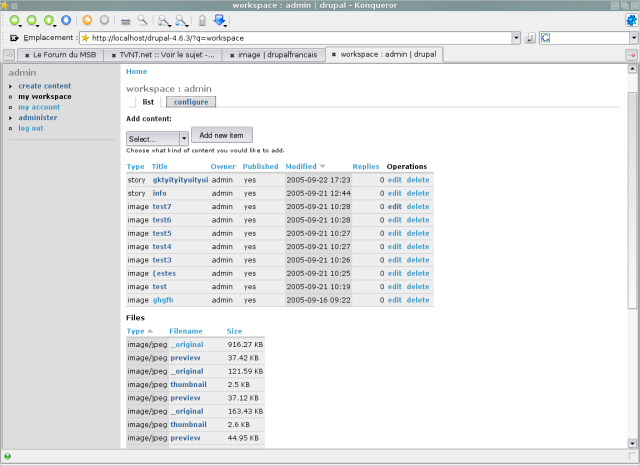 workspace : admin | drupal - Konqueror
Emplacement : http://localhost/drupal-4.6.3/?q=workspace
Le Forum du MSB TVNT.net :: Voir le sujet -... image | drupalfrancais workspace : admin | drupal
admin
create content
my workspace
my account
administer
log out
Home
workspace : admin
list configure
Add content:
Select... Add new item
Choose what kind of content you would like to add.
Type Title Owner Published Modified Replies Operations
story gktyityityuityui admin yes 2005-09-22 17:23 0 edit delete
story info admin yes 2005-09-21 12:44 0 edit delete
image test7 admin yes 2005-09-21 10:28 0 edit delete
image test6 admin yes 2005-09-21 10:28 0 edit delete
image test5 admin yes 2005-09-21 10:27 0 edit delete
image test4 admin yes 2005-09-21 10:27 0 edit delete
image test3 admin yes 2005-09-21 10:26 0 edit delete
image (estes admin yes 2005-09-21 10:25 0 edit delete
image test admin yes 2005-09-21 10:19 0 edit delete
image ghgfh admin yes 2005-09-16 09:22 0 edit delete
Files
Type Filename Size
image/jpeg _original 916.27 KB
image/jpeg preview 37.42 KB
image/jpeg _original 121.59 KB
image/jpeg thumbnail 2.5 KB
image/jpeg preview 37.12 KB
image/jpeg _original 163.43 KB
image/jpeg thumbnail 2.6 KB
image/jpeg preview 44.95 KB